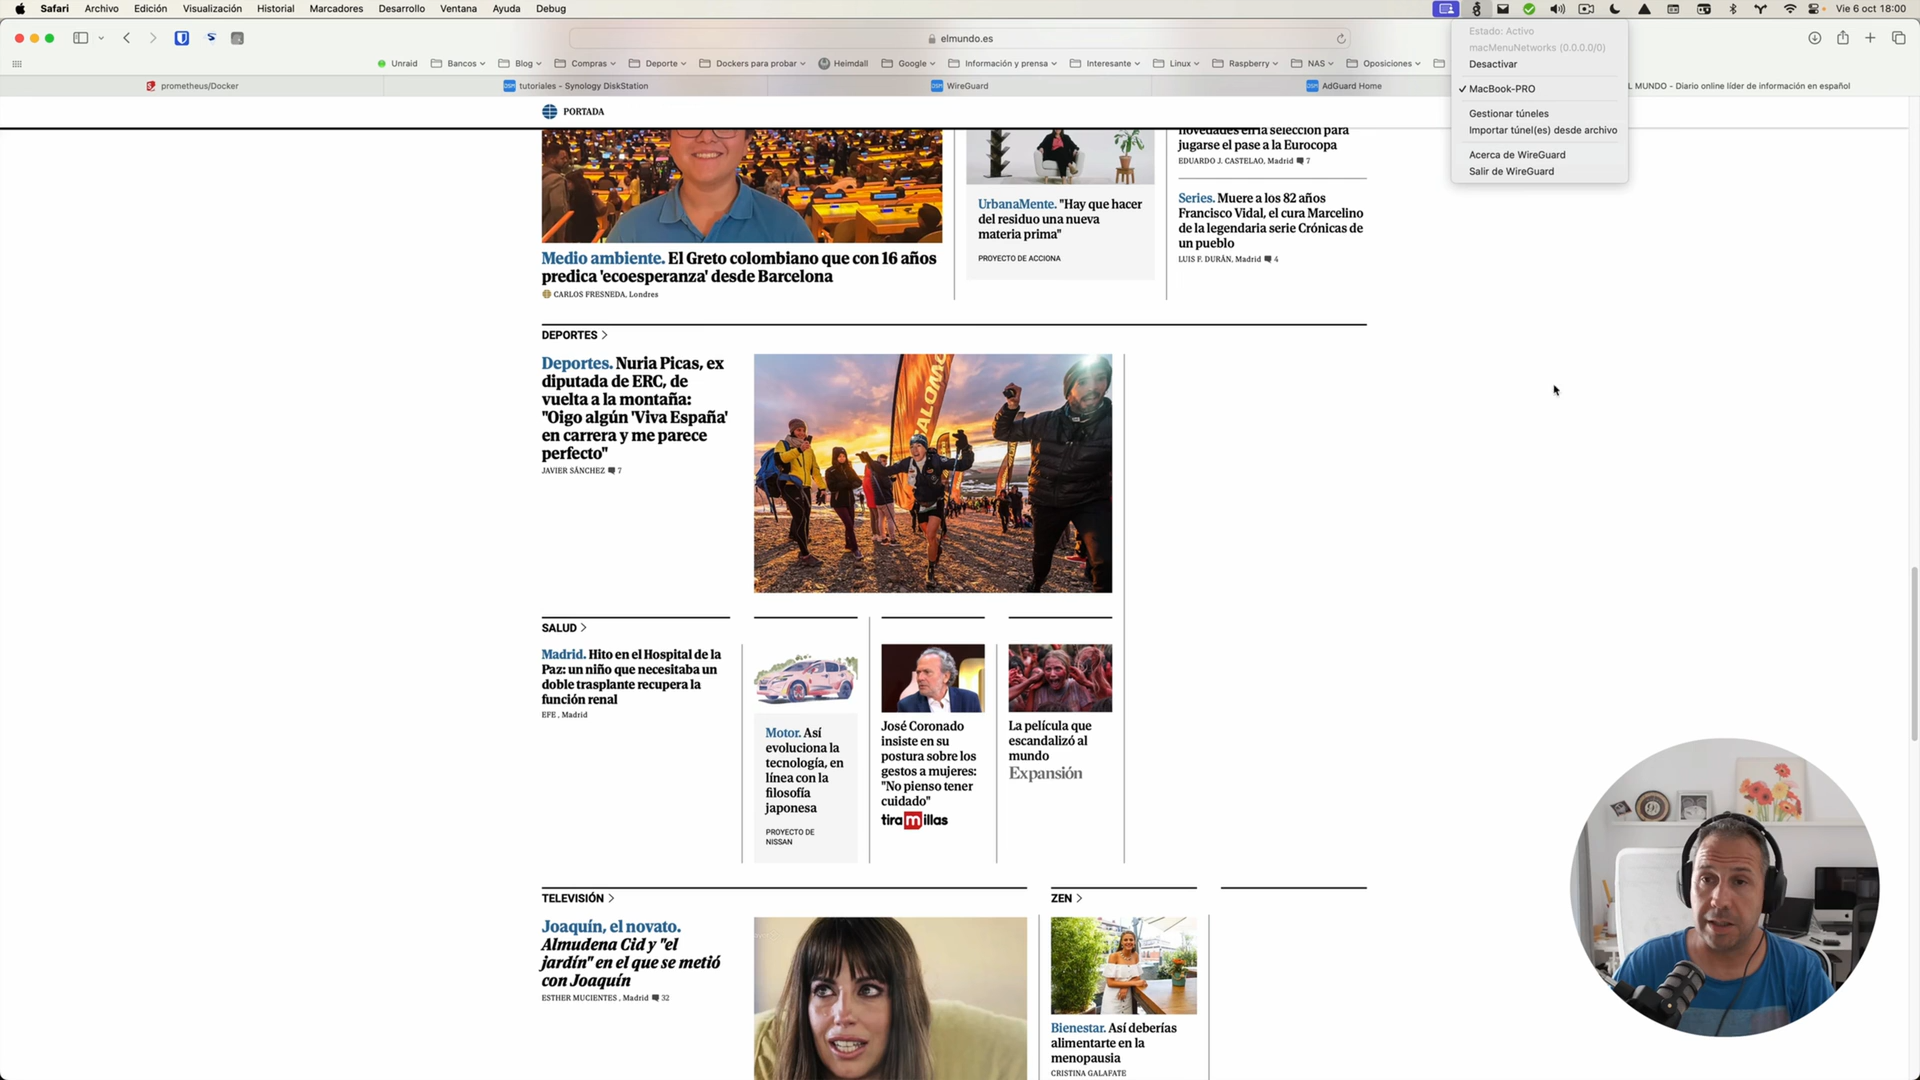 Safari Archivo Edición Visualización Historial Marcadores Desarrollo Ventana Ayuda Debug Vie 6 oct 18:00
elmundo.es
Unraid Bancos Blog Compras Deporte Dockers para probar Heimdall Google Información y prensa Interesante Linux Raspberry NAS Oposiciones
prometheus/Docker tutoriales - Synology DiskStation WireGuard AdGuard Home L MUNDO - Diario online líder de información en español
Estado: Activo
macMenuNetworks (0.0.0.0/0)
Desactivar
MacBook-PRO
Gestionar túneles
Importar túnel(es) desde archivo
Acerca de WireGuard
Salir de WireGuard
PORTADA
Medio ambiente. El Greto colombiano que con 16 años
predica 'ecoesperanza' desde Barcelona
CARLOS FRESNEDA, Londres
UrbanaMente. "Hay que hacer
del residuo una nueva
materia prima"
PROYECTO DE ACCIONA
novedades en la selección para
jugarse el pase a la Eurocopa
EDUARDO J. CASTELAO, Madrid 7
Series. Muere a los 82 años
Francisco Vidal, el cura Marcelino
de la legendaria serie Crónicas de
un pueblo
LUIS F. DURÁN, Madrid 4
DEPORTES
Deportes. Nuria Picas, ex
diputada de ERC, de
vuelta a la montaña:
"Oigo algún 'Viva España'
en carrera y me parece
perfecto"
JAVIER SÁNCHEZ 7
SALOMO
SALUD
Madrid. Hito en el Hospital de la
Paz: un niño que necesitaba un
doble trasplante recupera la
función renal
EFE , Madrid
Motor. Así
evoluciona la
tecnología, en
línea con la
filosofía
japonesa
PROYECTO DE
NISSAN
José Coronado
insiste en su
postura sobre los
gestos a mujeres:
"No pienso tener
cuidado"
tiramillas
La película que
escandalizó al
mundo
Expansión
TELEVISIÓN
Joaquín, el novato.
Almudena Cid y "el
jardín" en el que se metió
con Joaquín
ESTHER MUCIENTES , Madrid 32
ZEN
Bienestar. Así deberías
alimentarte en la
menopausia
CRISTINA GALAFATE